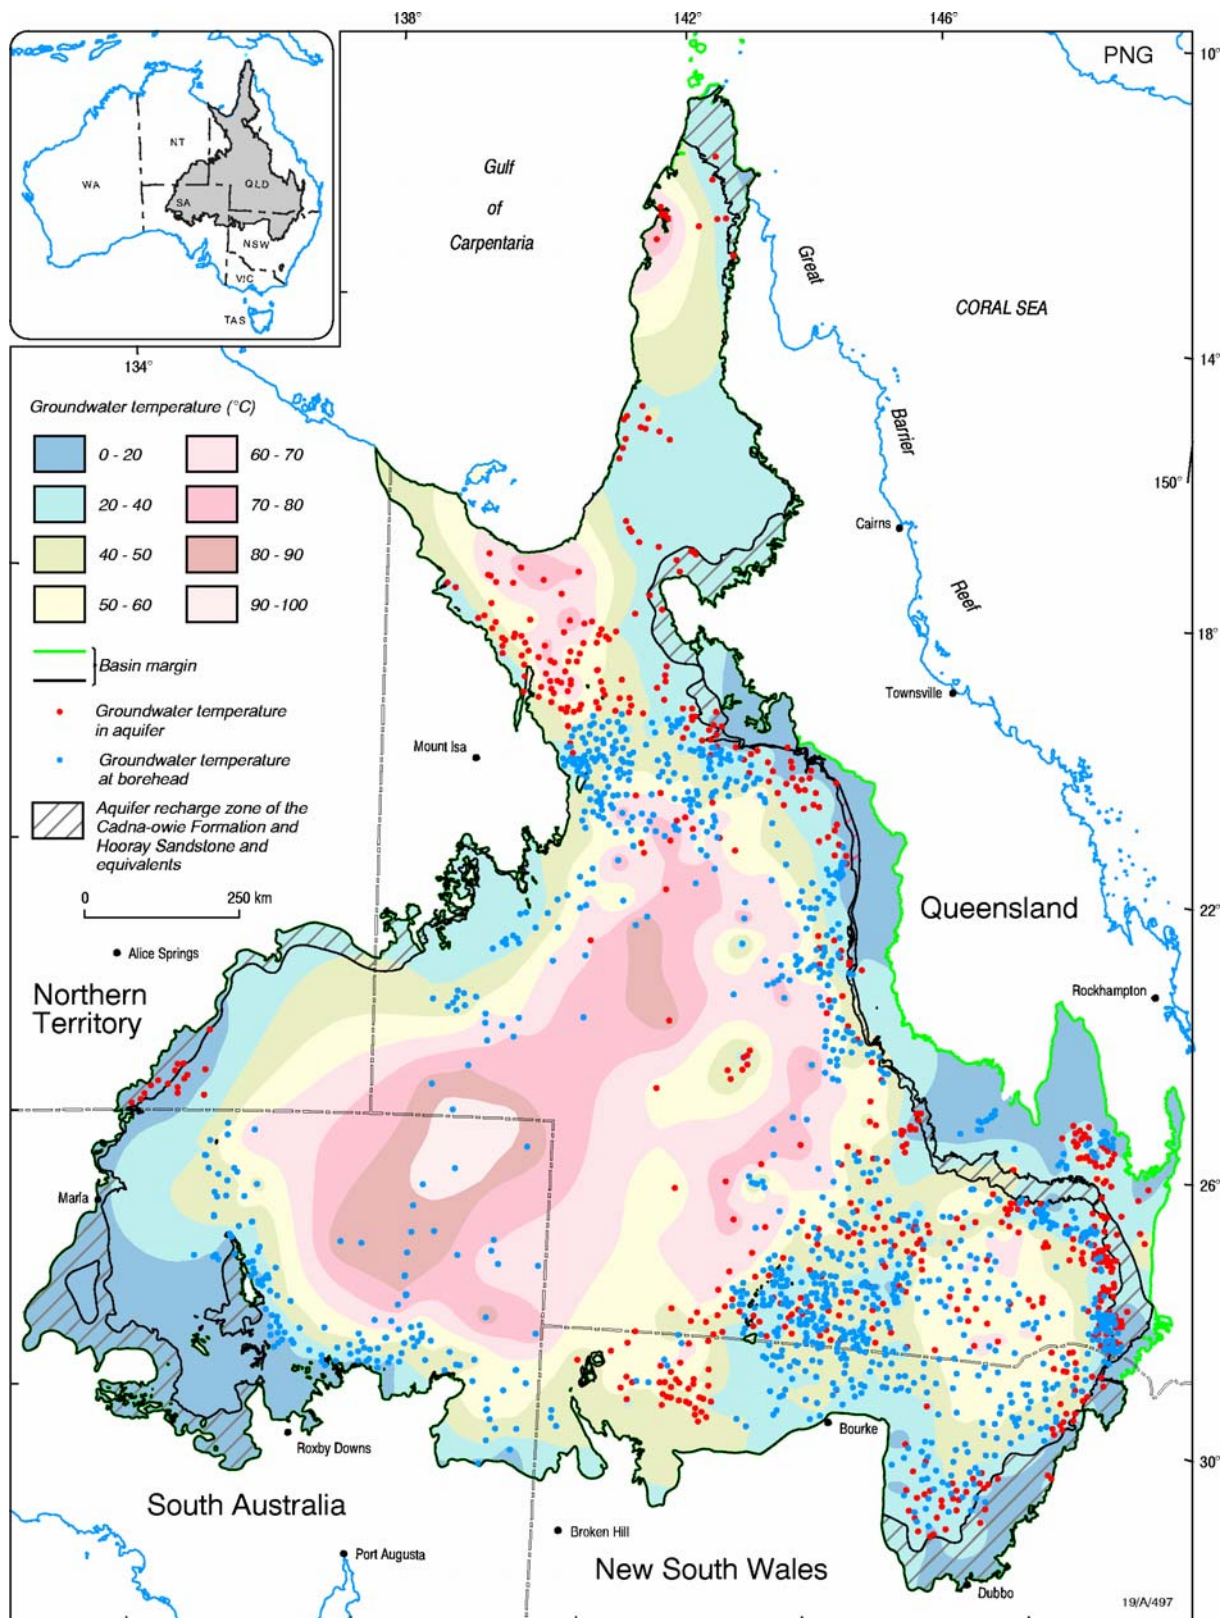 138°
142°
146°
10°
PNG
NT
WA
QLD
SA
NSW
VIC
TAS
Gulf
of
Carpentaria
Great
CORAL SEA
134°
14°
Groundwater temperature (°C)
0 - 20
60 - 70
20 - 40
70 - 80
40 - 50
80 - 90
50 - 60
90 -100
Barrier
150°
Cairns
Reef
18°
Basin margin
Groundwater temperature
in aquifer
Townsville
Mount Isa
Groundwater temperature
at borehead
Aquifer recharge zone of the
Cadna-owie Formation and
Hooray Sandstone and
equivalents
0
250 km
Queensland
22°
Alice Springs
Northern
Territory
Rockhampton
Marla
26°
Bourke
Roxby Downs
30°
South Australia
Broken Hill
Port Augusta
New South Wales
Dubbo
19/A/497